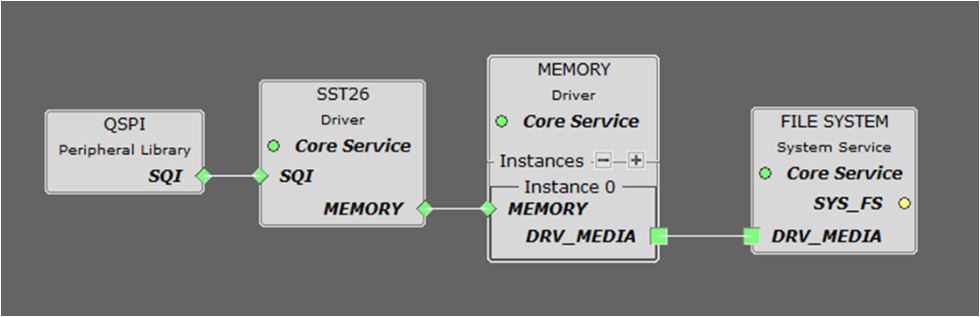 QSPI
Peripheral Library
SQI
SST26
Driver
Core Service
SQI
MEMORY
MEMORY
Driver
Core Service
Instances
Instance 0
MEMORY
DRV_MEDIA
FILE SYSTEM
System Service
Core Service
SYS_FS
DRV_MEDIA